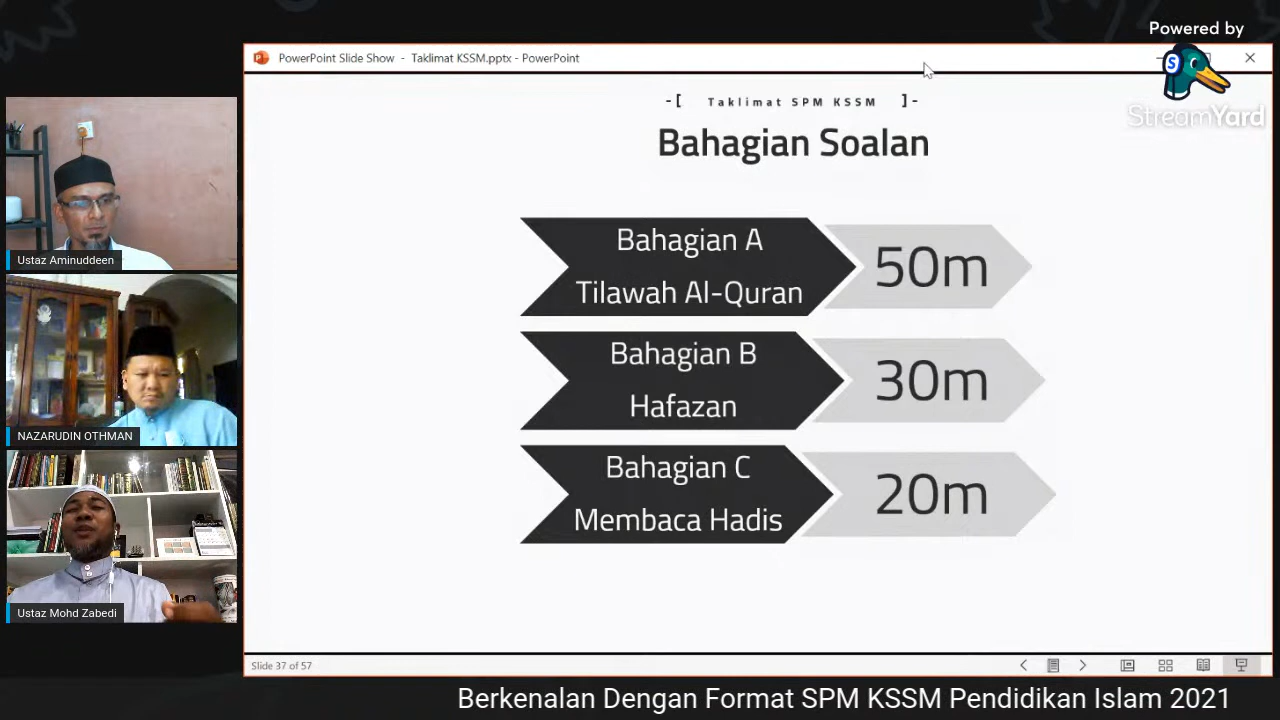 Powered by
StreamYard
PowerPoint Slide Show - Taklimat KSSM.pptx - PowerPoint
-[ Taklimat SPM KSSM ]-
Bahagian Soalan
Bahagian A
Tilawah Al-Quran
50m
Bahagian B
Hafazan
30m
Bahagian C
Membaca Hadis
20m
Ustaz Aminuddeen
NAZARUDIN OTHMAN
Ustaz Mohd Zabedi
Slide 37 of 57
Berkenalan Dengan Format SPM KSSM Pendidikan Islam 2021